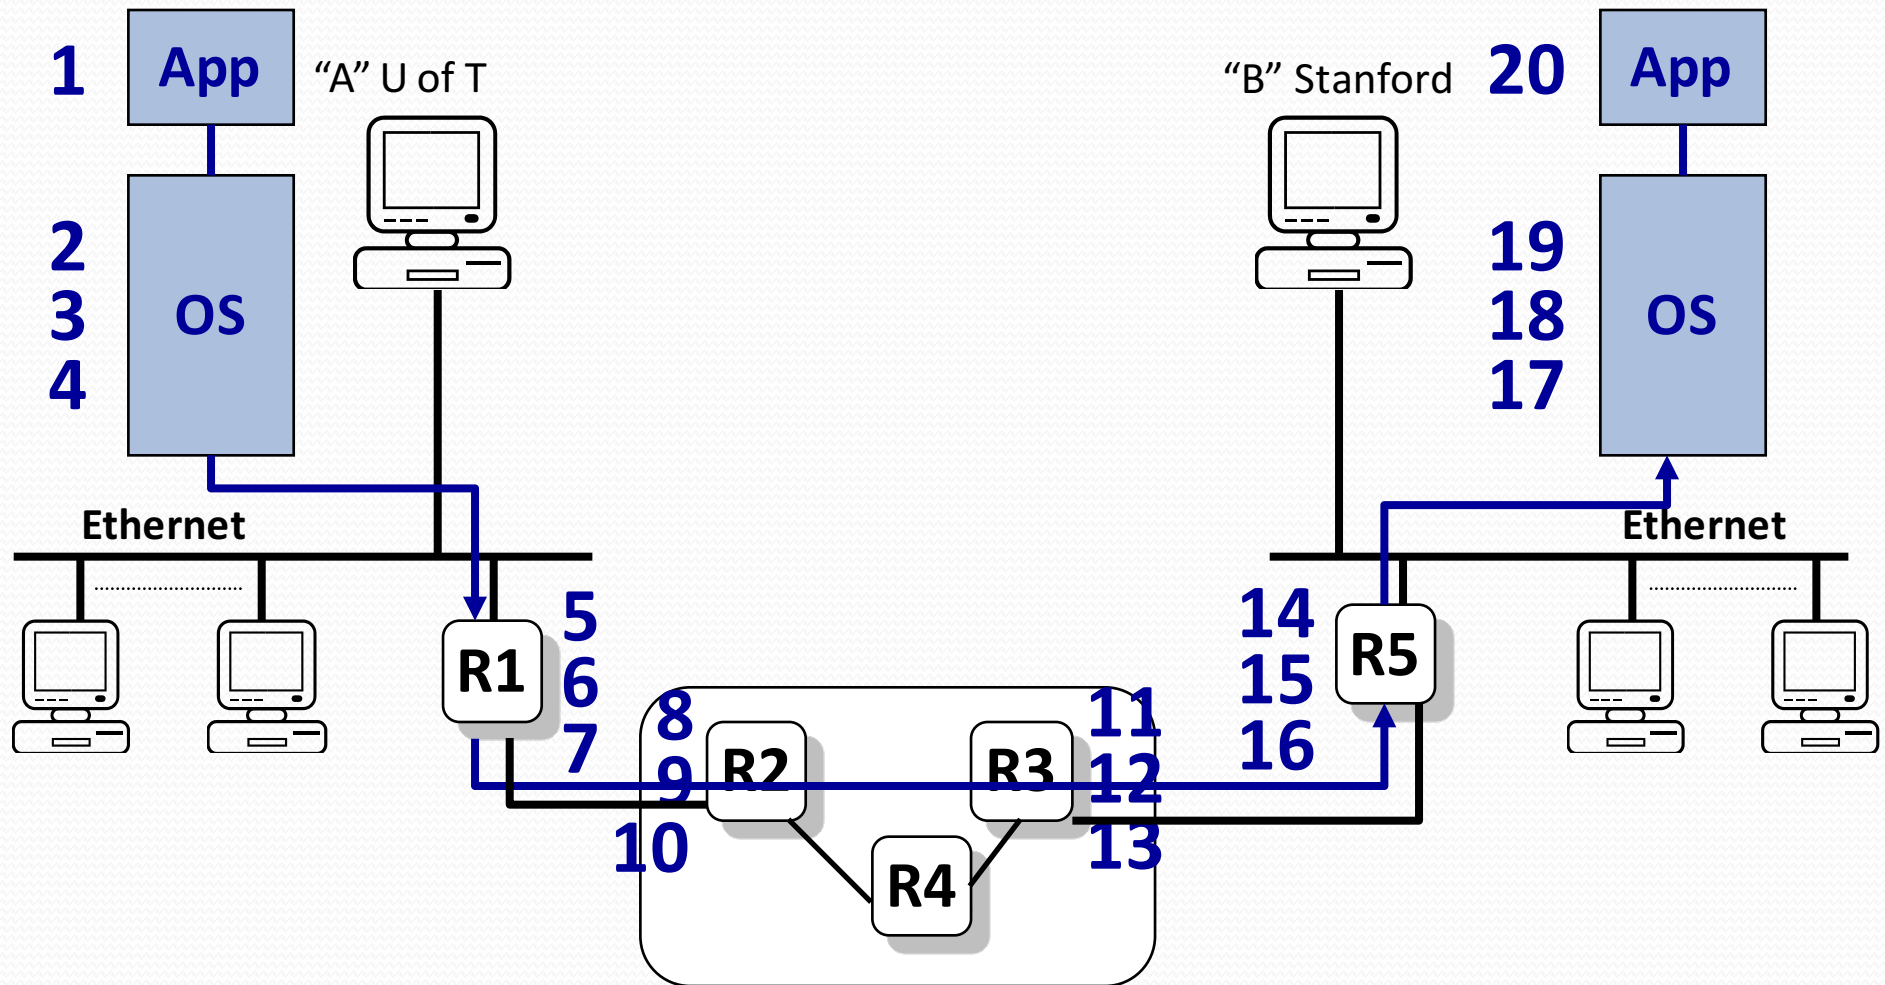 1
App
“A” U of T
“B” Stanford
20
App
2
3
4
OS
19
18
17
OS
Ethernet
Ethernet
R1
5
6
7
8
9
10
R2
R3
R4
11
12
13
14
15
16
R5